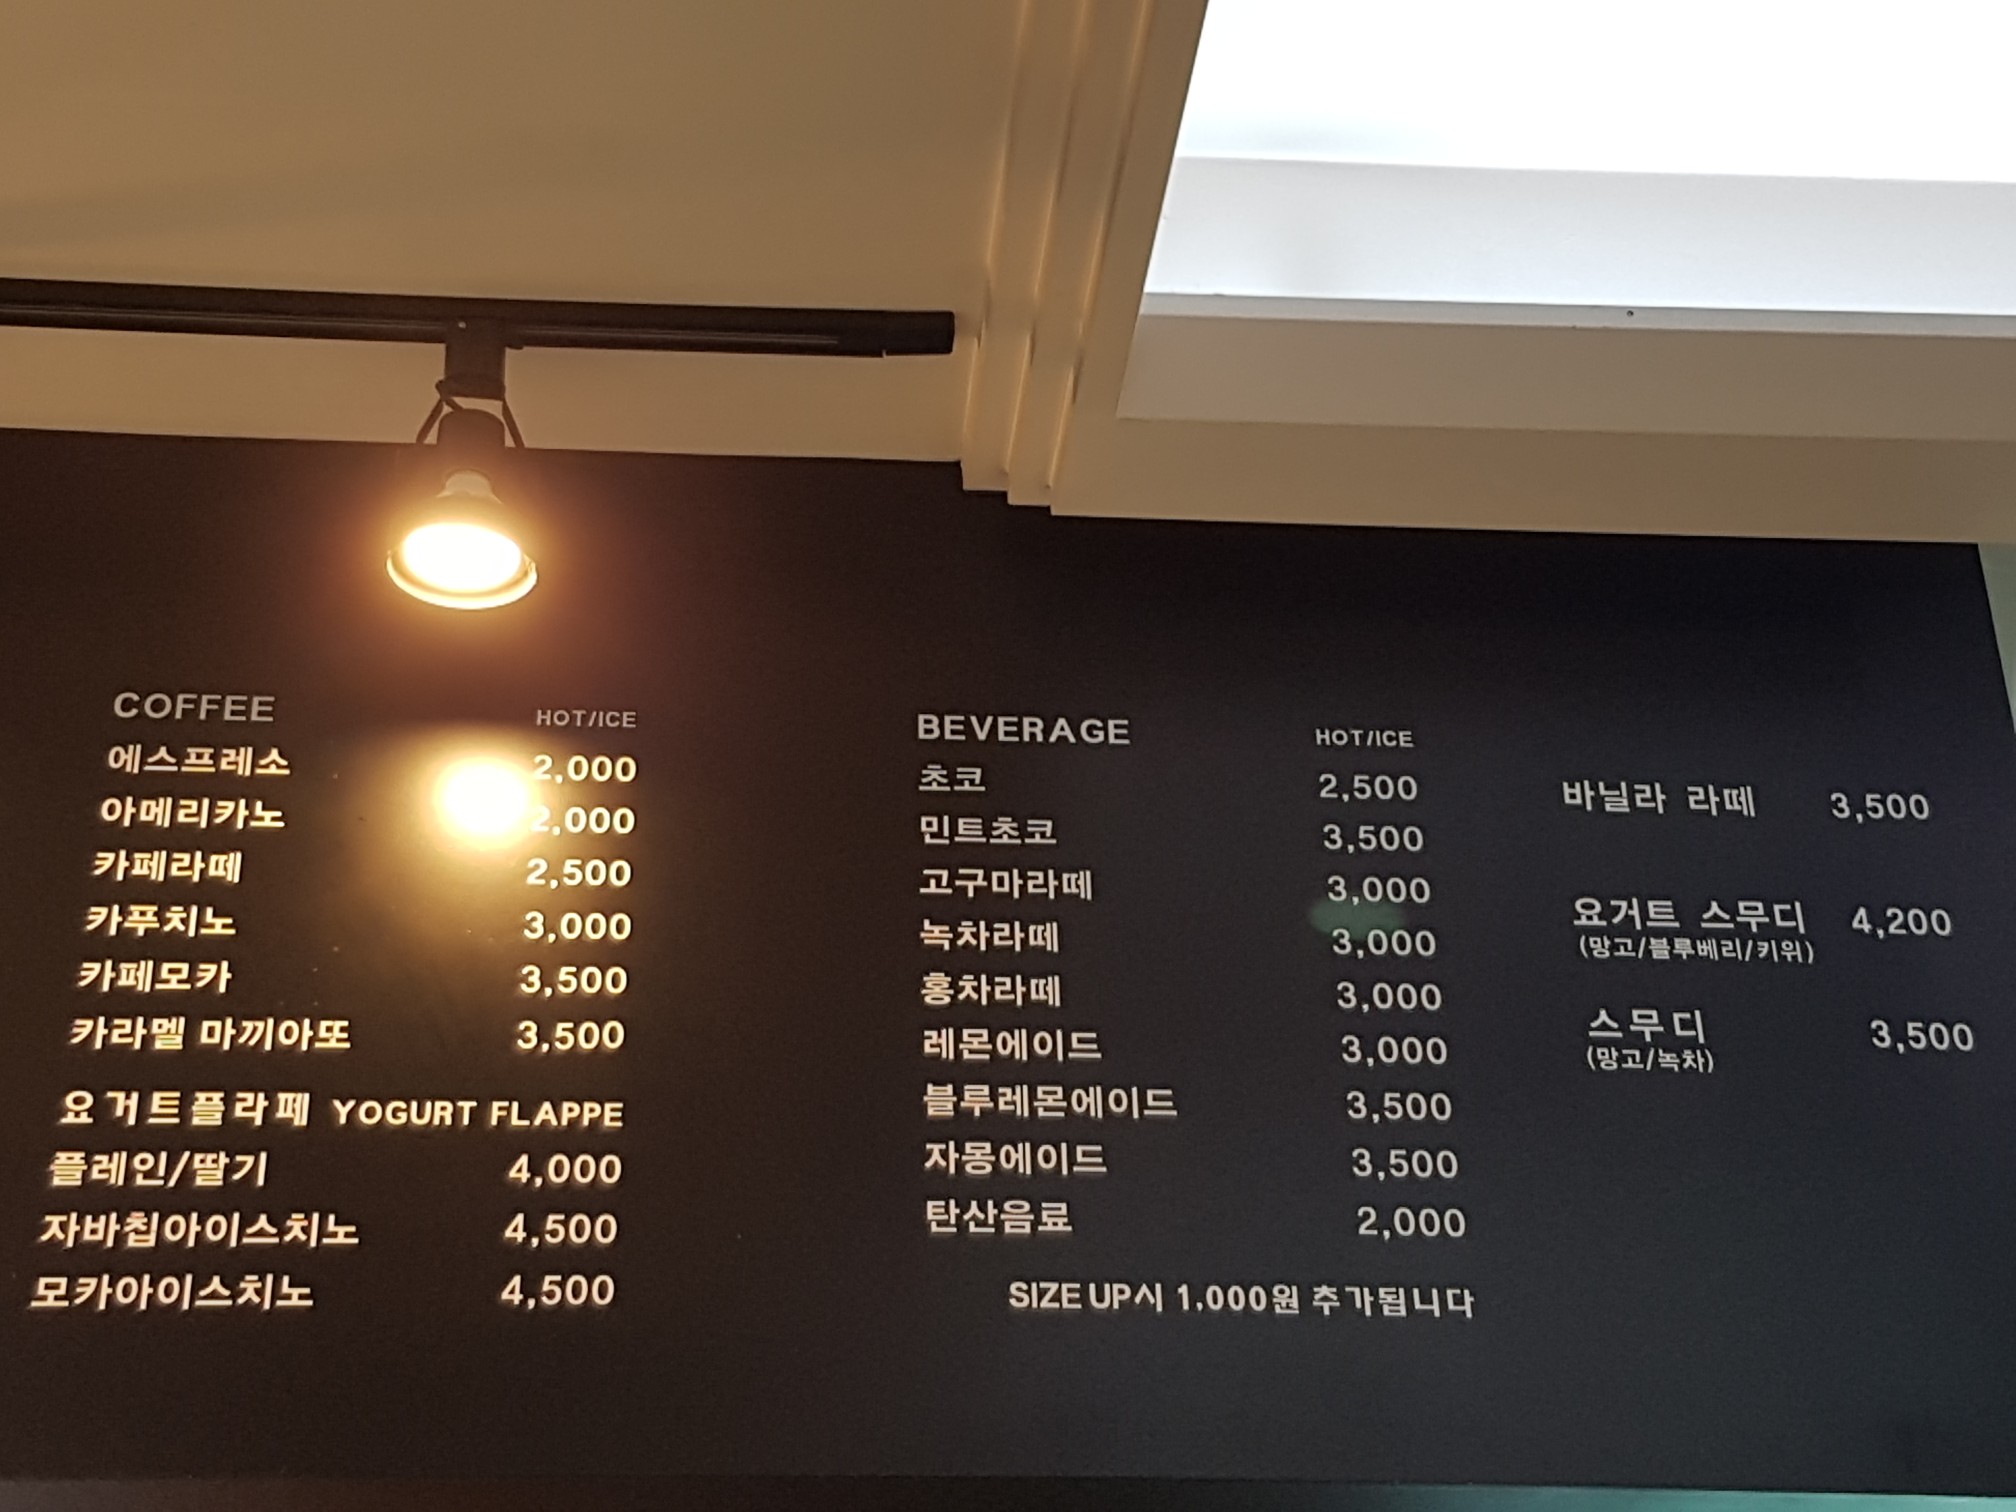 COFFEE HOT/ICE
에스프레소 2,000
아메리카노 2,000
카페라떼 2,500
카푸치노 3,000
카페모카 3,500
카라멜 마끼아또 3,500
요거트플라페 YOGURT FLAPPE
플레인/딸기 4,000
자바칩아이스치노 4,500
모카아이스치노 4,500
BEVERAGE HOT/ICE
초코 2,500
민트초코 3,500
고구마라떼 3,000
녹차라떼 3,000
홍차라떼 3,000
레몬에이드 3,000
블루레몬에이드 3,500
자몽에이드 3,500
탄산음료 2,000
SIZE UP시 1,000원 추가됩니다
바닐라 라떼 3,500
요거트 스무디 4,200
(망고/블루베리/키위)
스무디 3,500
(망고/녹차)